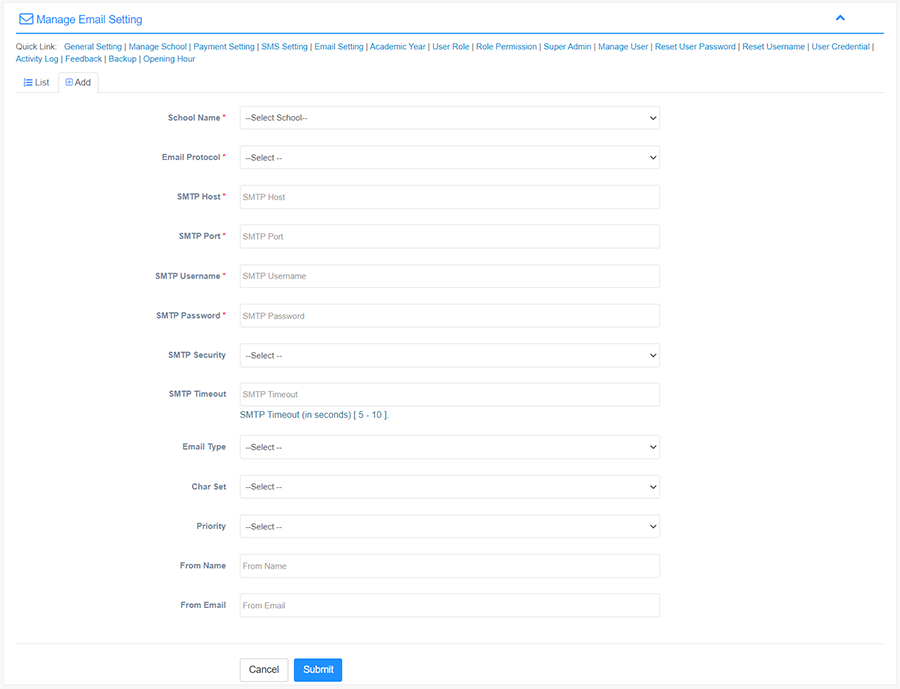 Manage Email Setting
Quick Link: General Setting | Manage School | Payment Setting | SMS Setting | Email Setting | Academic Year | User Role | Role Permission | Super Admin | Manage User | Reset User Password | Reset Username | User Credential |
Activity Log | Feedback | Backup | Opening Hour
List Add
School Name * --Select School--
Email Protocol * --Select --
SMTP Host * SMTP Host
SMTP Port * SMTP Port
SMTP Username * SMTP Username
SMTP Password * SMTP Password
SMTP Security --Select --
SMTP Timeout SMTP Timeout
SMTP Timeout (in seconds) [ 5 - 10 ].
Email Type --Select --
Char Set --Select --
Priority --Select --
From Name From Name
From Email From Email
Cancel Submit